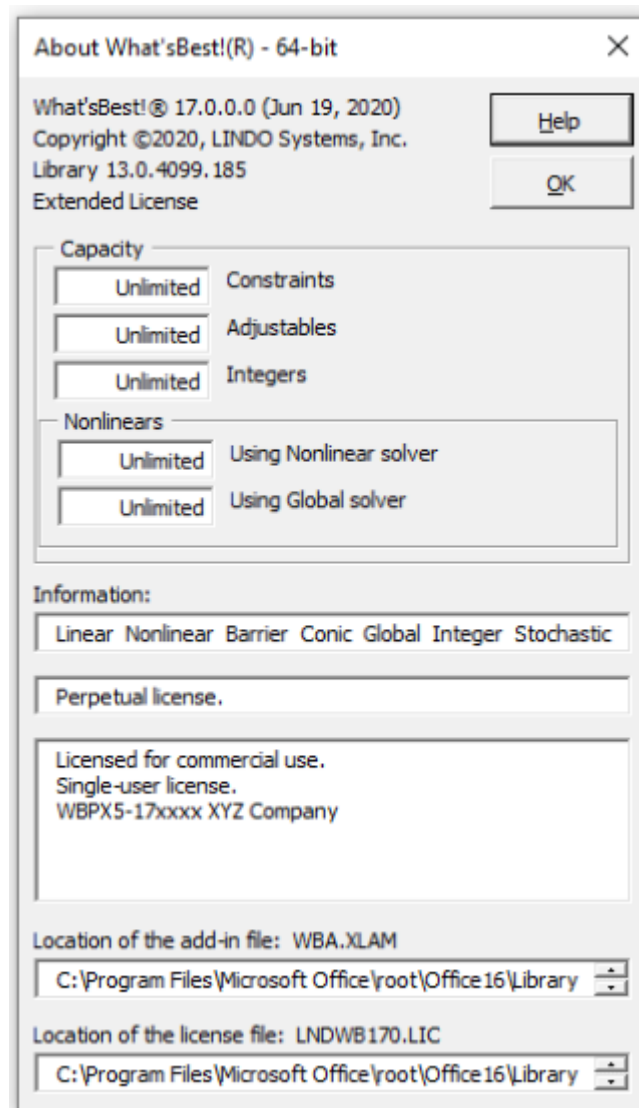 About What'sBest!(R) - 64-bit
What'sBest!® 17.0.0.0 (Jun 19, 2020)
Copyright ©2020, LINDO Systems, Inc.
Library 13.0.4099.185
Extended License
Help
OK
Capacity
Unlimited Constraints
Unlimited Adjustables
Unlimited Integers
Nonlinears
Unlimited Using Nonlinear solver
Unlimited Using Global solver
Information:
Linear Nonlinear Barrier Conic Global Integer Stochastic
Perpetual license.
Licensed for commercial use.
Single-user license.
WBPX5-17xxxx XYZ Company
Location of the add-in file: WBA.XLAM
C:\Program Files\Microsoft Office\root\Office16\Library
Location of the license file: LNDWB170.LIC
C:\Program Files\Microsoft Office\root\Office16\Library